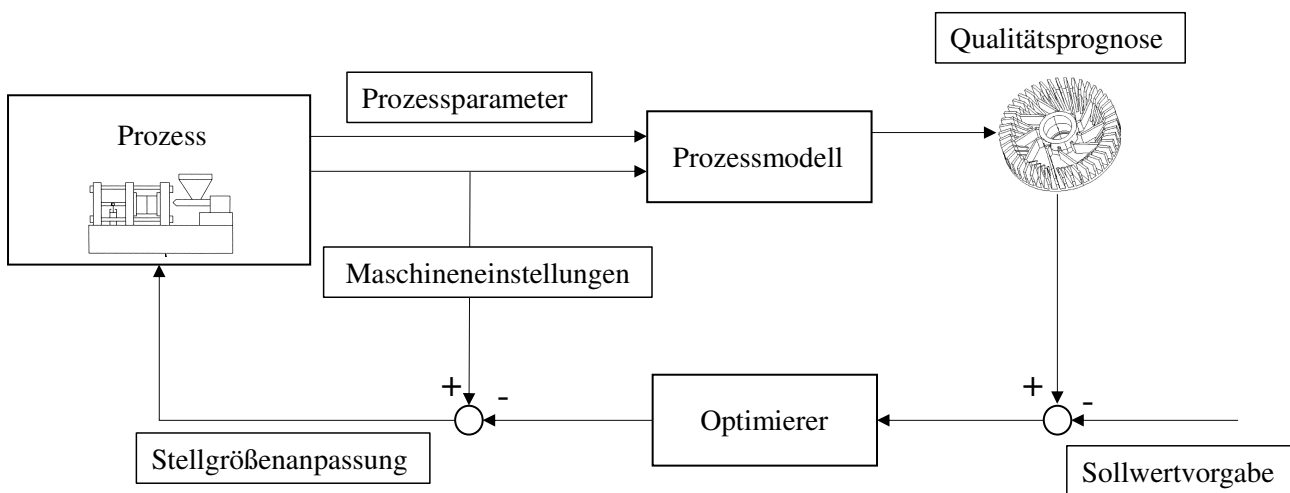 Qualitätsprognose
Prozessparameter
Prozess
Prozessmodell
Maschineneinstellungen
+
-
+
-
Optimierer
Stellgrößenanpassung
Sollwertvorgabe